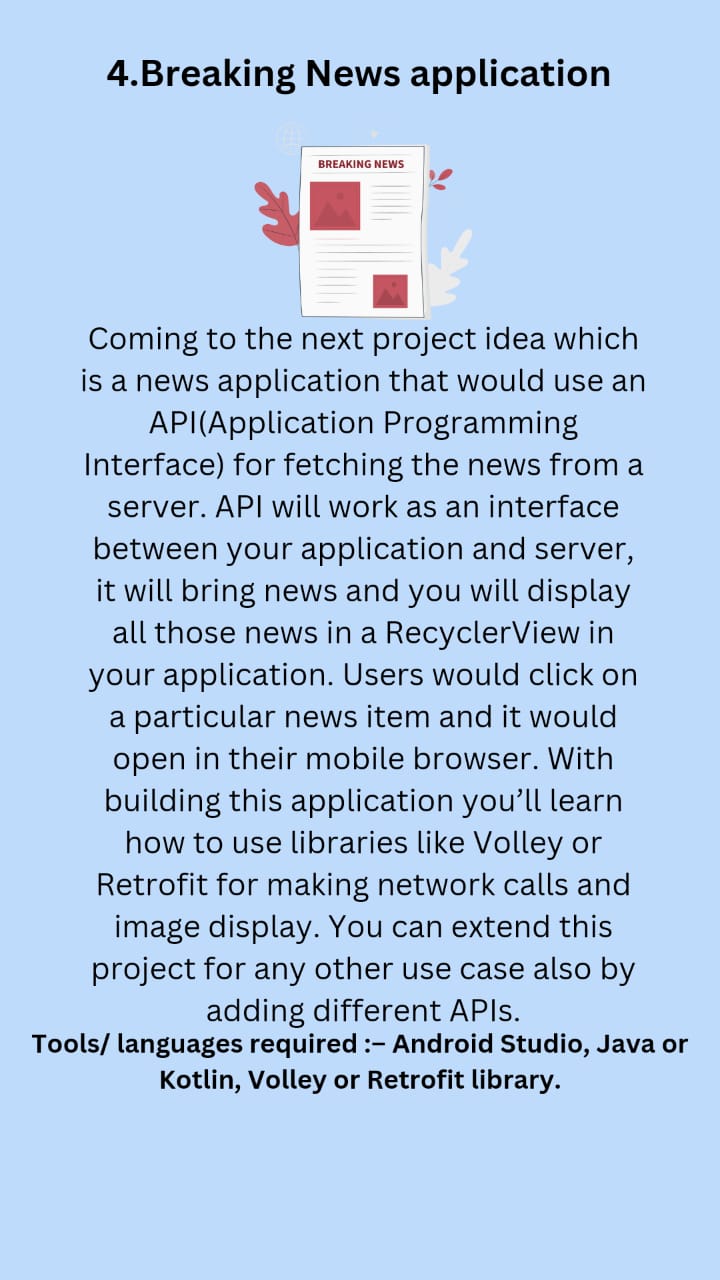 4.Breaking News application
BREAKING NEWS
Coming to the next project idea which
is a news application that would use an
API(Application Programming
Interface) for fetching the news from a
server. API will work as an interface
between your application and server,
it will bring news and you will display
all those news in a RecyclerView in
your application. Users would click on
a particular news item and it would
open in their mobile browser. With
building this application you’ll learn
how to use libraries like Volley or
Retrofit for making network calls and
image display. You can extend this
project for any other use case also by
adding different APIs.
Tools/ languages required :– Android Studio, Java or
Kotlin, Volley or Retrofit library.